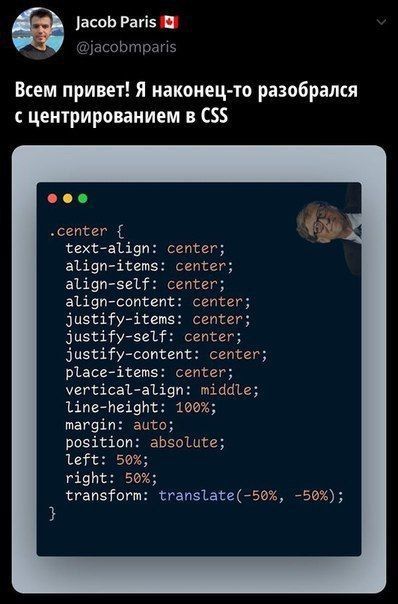 Jacob Paris 🇨🇦
@jacobmparis
Всем привет! Я наконец-то разобрался
с центрированием в CSS
.center {
  text-align: center;
  align-items: center;
  align-self: center;
  align-content: center;
  justify-items: center;
  justify-self: center;
  justify-content: center;
  place-items: center;
  vertical-align: middle;
  line-height: 100%;
  margin: auto;
  position: absolute;
  left: 50%;
  right: 50%;
  transform: translate(-50%, -50%);
}